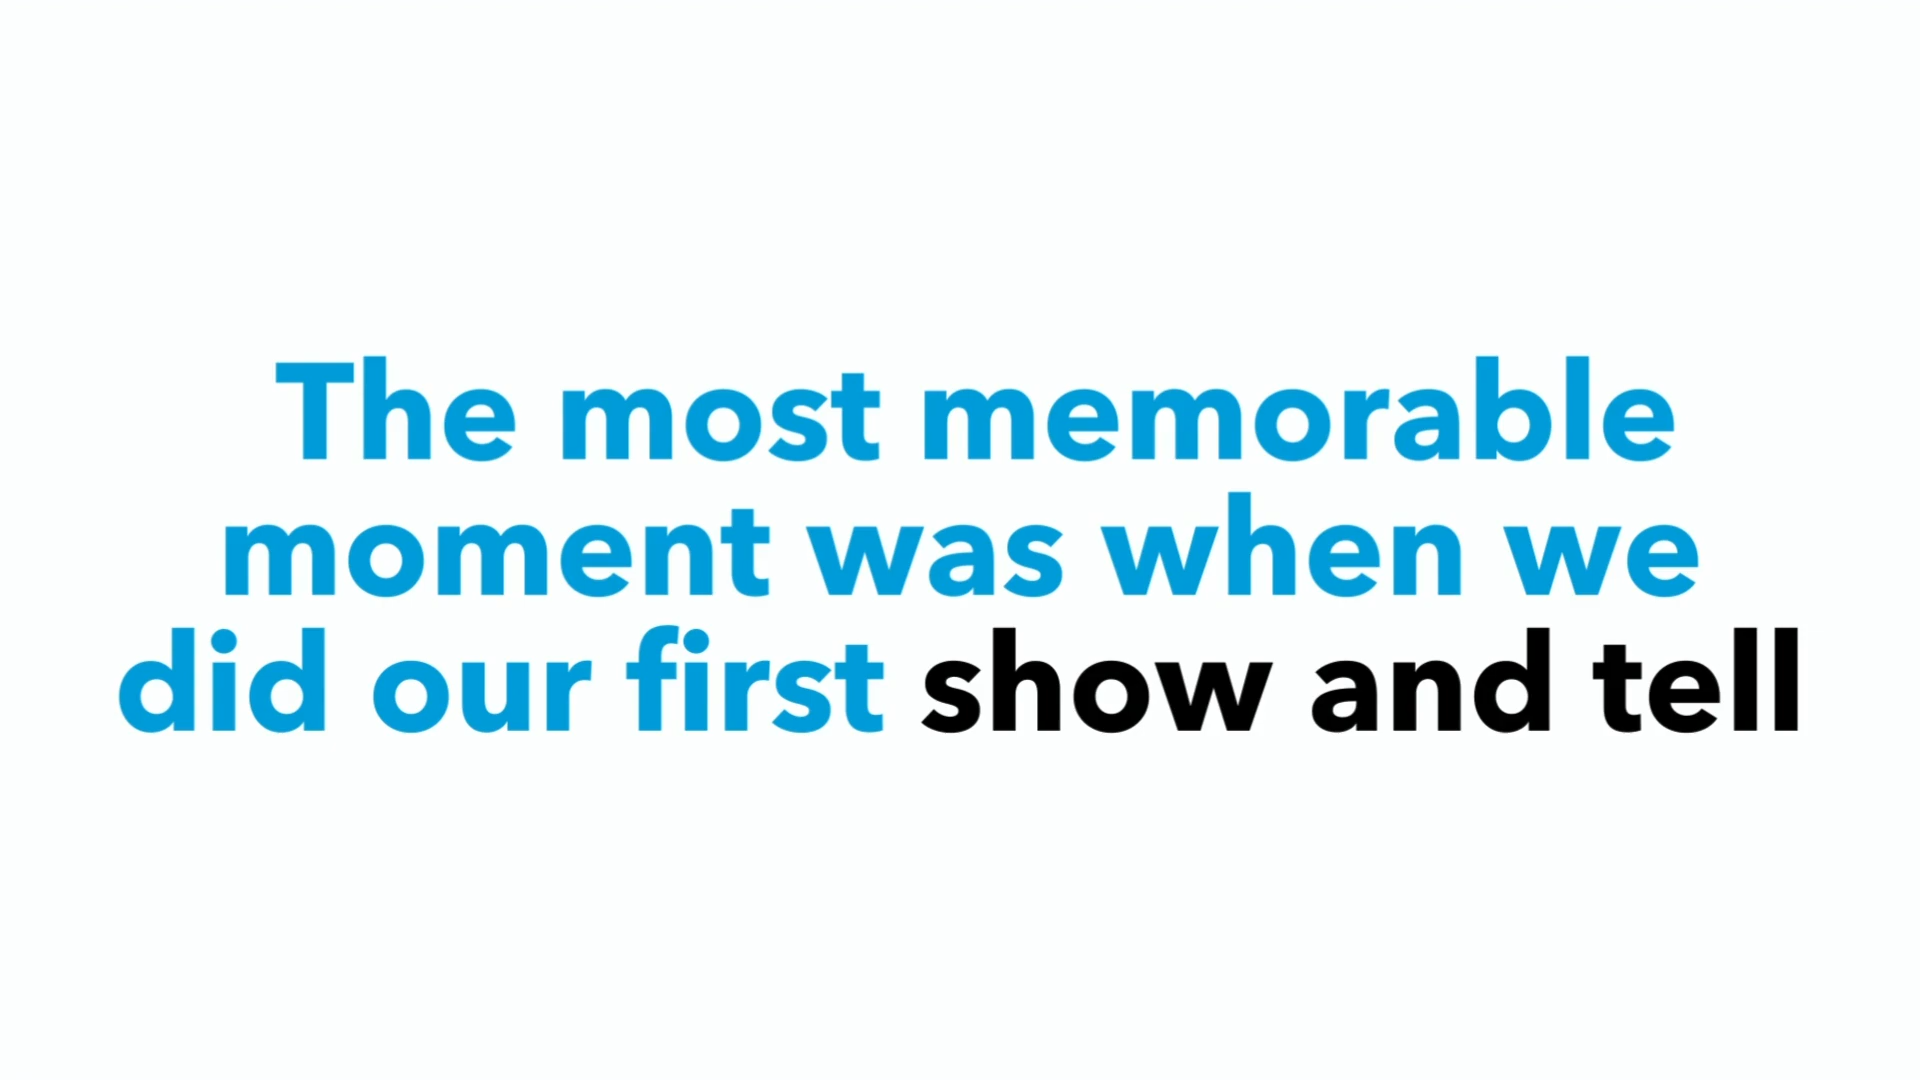 The most memorable
moment was when we
did our first show and tell